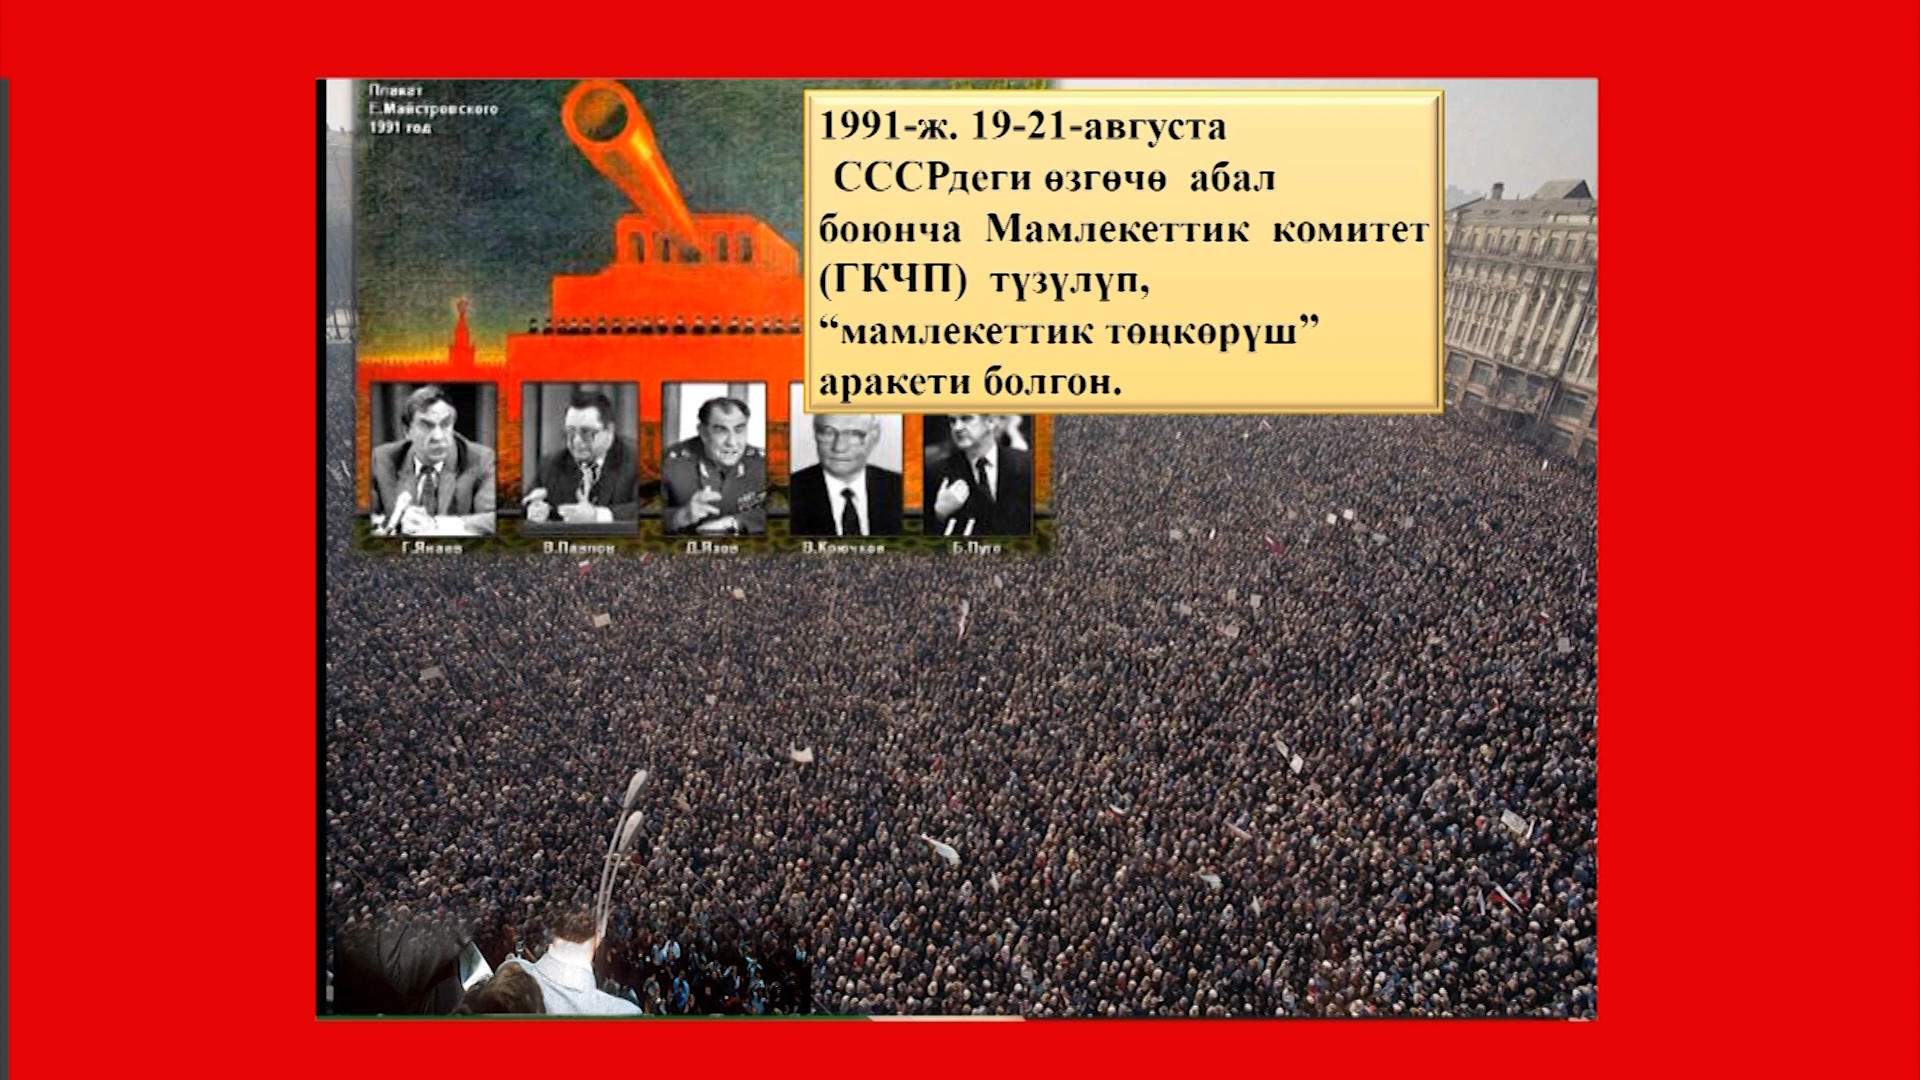 Плакат
Е.Майстровского
1991 год
1991-ж. 19-21-августа
СССРдеги өзгөчө абал
боюнча Мамлекеттик комитет
(ГКЧП) түзүлүп,
“мамлекеттик төңкөрүш”
аракети болгон.
Г.Янаев В.Павлов Д.Язов В.Крючков Б.Пуго